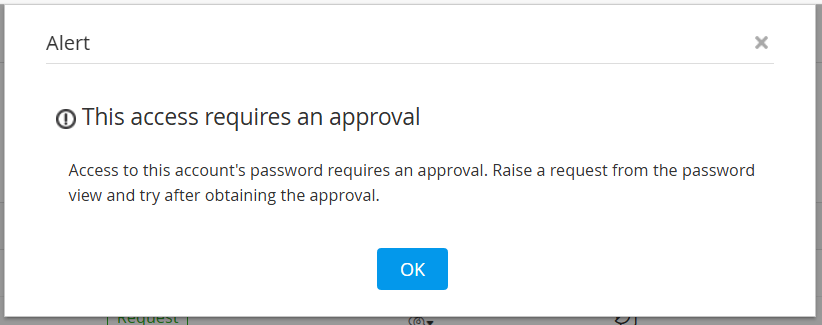 Alert
This access requires an approval
Access to this account's password requires an approval. Raise a request from the password
view and try after obtaining the approval.
OK
Request